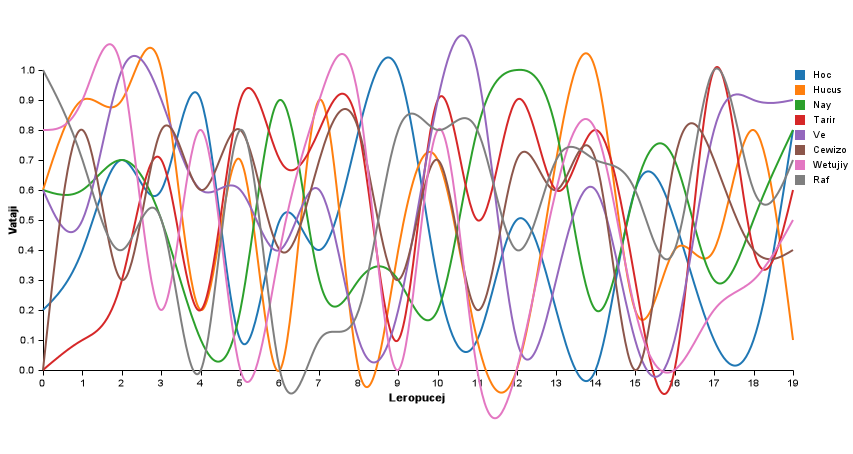 1.0
0.9
0.8
0.7
0.6
0.5
0.4
0.3
0.2
0.1
0.0
Vataji
0 1 2 3 4 5 6 7 8 9 10 11 12 13 14 15 16 17 18 19
Leropucej
Hoc
Hucus
Nay
Tarir
Ve
Cewizo
Wetujiy
Raf